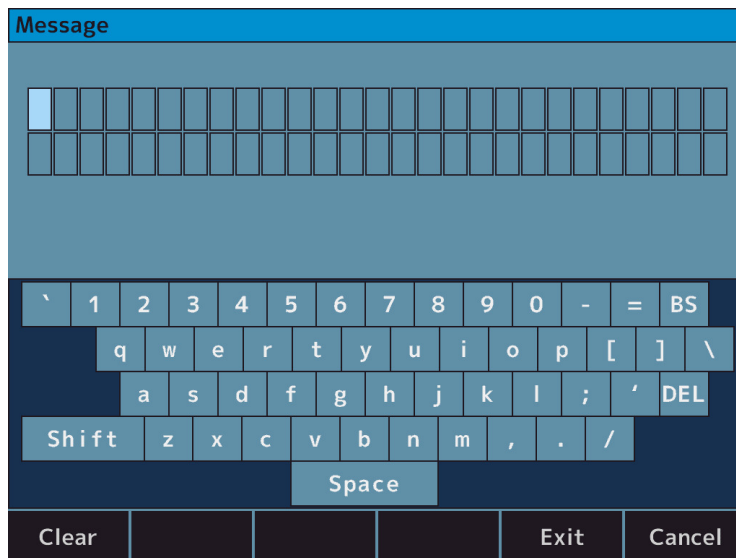 Message
` 1 2 3 4 5 6 7 8 9 0 - = BS
q w e r t y u i o p [ ] \
a s d f g h j k l ; ‘ DEL
Shift z x c v b n m , . /
Space
Clear Exit Cancel